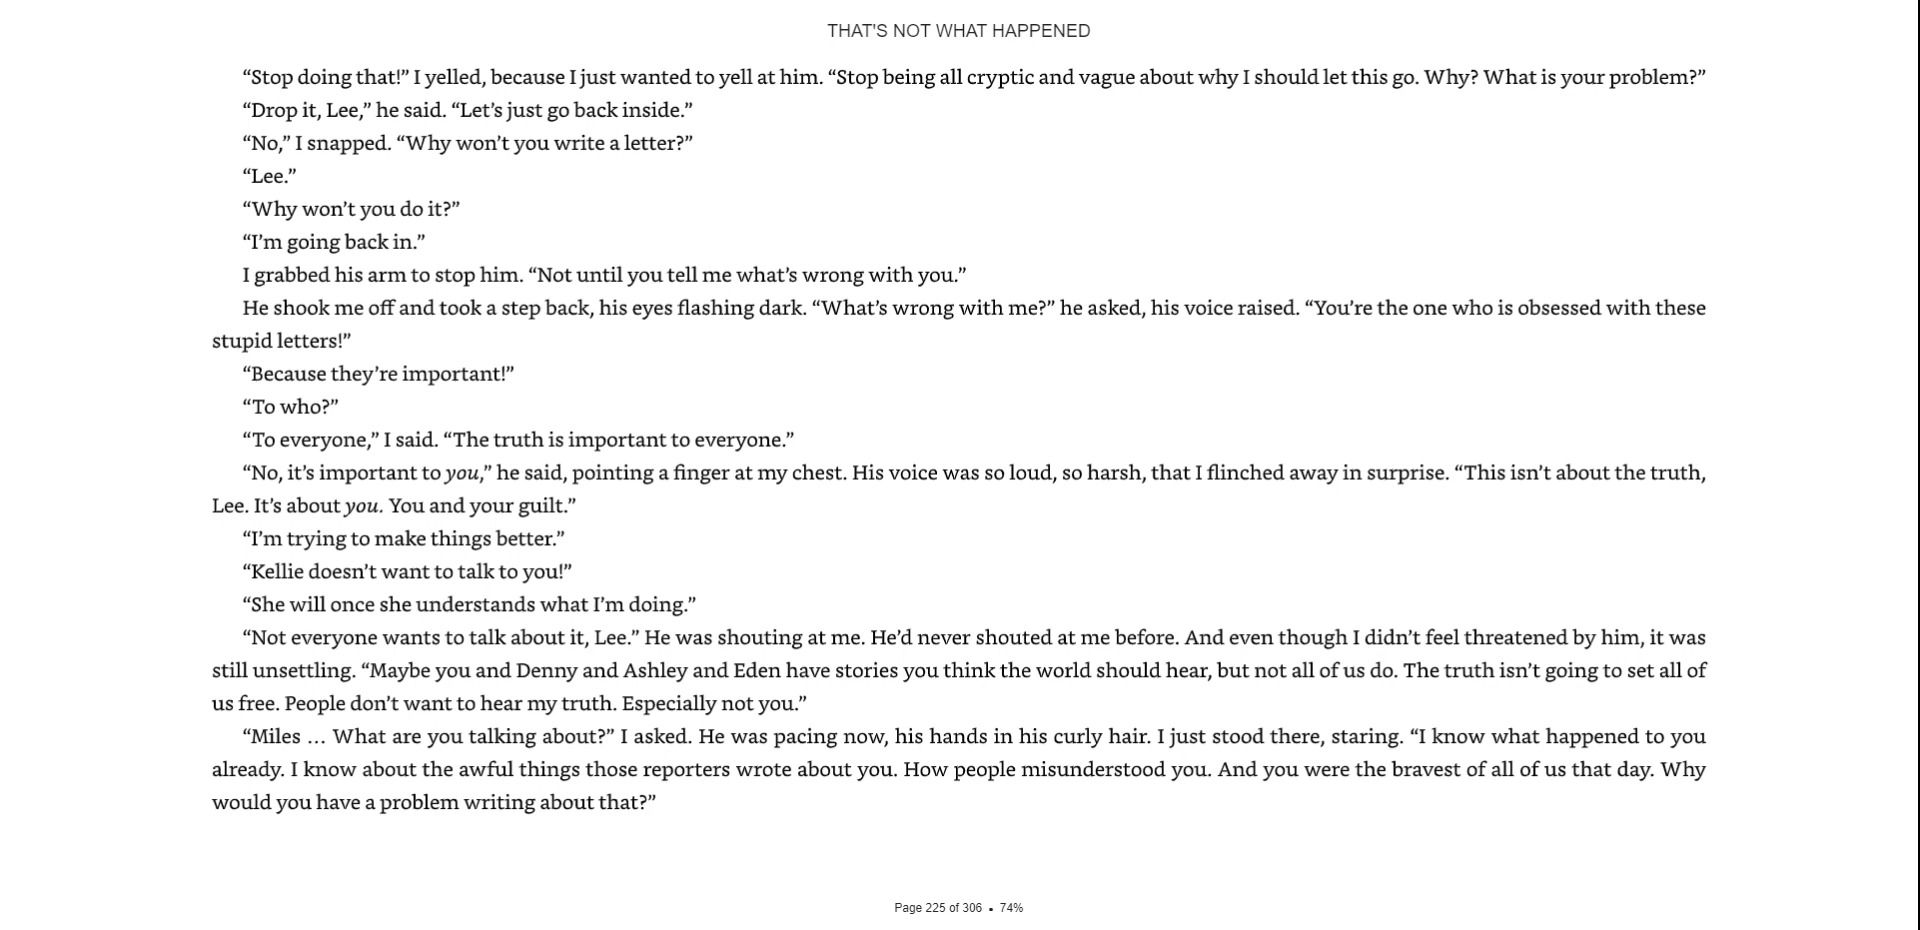 THAT'S NOT WHAT HAPPENED
“Stop doing that!” I yelled, because I just wanted to yell at him. “Stop being all cryptic and vague about why I should let this go. Why? What is your problem?”
“Drop it, Lee,” he said. “Let’s just go back inside.”
“No,” I snapped. “Why won’t you write a letter?”
“Lee.”
“Why won’t you do it?”
“I’m going back in.”
I grabbed his arm to stop him. “Not until you tell me what’s wrong with you.”
He shook me off and took a step back, his eyes flashing dark. “What’s wrong with me?” he asked, his voice raised. “You’re the one who is obsessed with these
stupid letters!”
“Because they’re important!”
“To who?”
“To everyone,” I said. “The truth is important to everyone.”
“No, it’s important to you,” he said, pointing a finger at my chest. His voice was so loud, so harsh, that I flinched away in surprise. “This isn’t about the truth,
Lee. It’s about you. You and your guilt.”
“I’m trying to make things better.”
“Kellie doesn’t want to talk to you!”
“She will once she understands what I’m doing.”
“Not everyone wants to talk about it, Lee.” He was shouting at me. He’d never shouted at me before. And even though I didn’t feel threatened by him, it was
still unsettling. “Maybe you and Denny and Ashley and Eden have stories you think the world should hear, but not all of us do. The truth isn’t going to set all of
us free. People don’t want to hear my truth. Especially not you.”
“Miles … What are you talking about?” I asked. He was pacing now, his hands in his curly hair. I just stood there, staring. “I know what happened to you
already. I know about the awful things those reporters wrote about you. How people misunderstood you. And you were the bravest of all of us that day. Why
would you have a problem writing about that?”
Page 225 of 306 • 74%